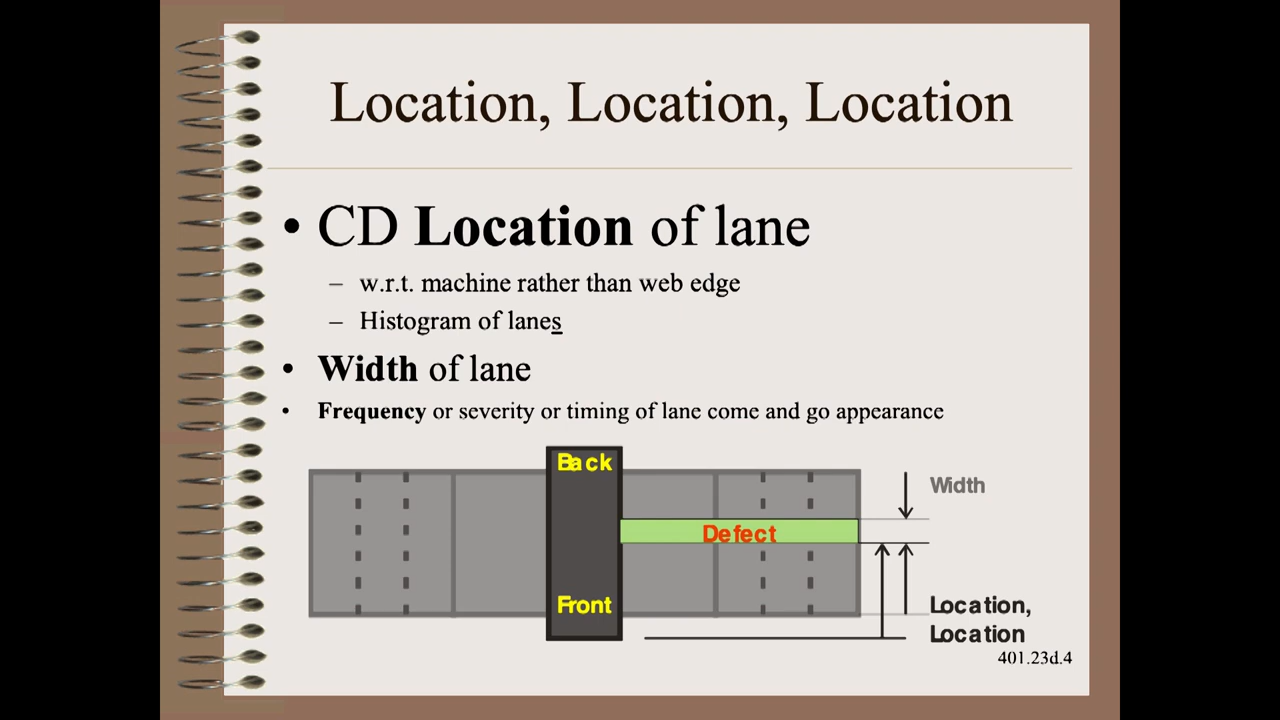 Location, Location, Location
• CD Location of lane
– w.r.t. machine rather than web edge
– Histogram of lanes
• Width of lane
• Frequency or severity or timing of lane come and go appearance
Back
Width
Defect
Front
Location,
Location
401.23d.4